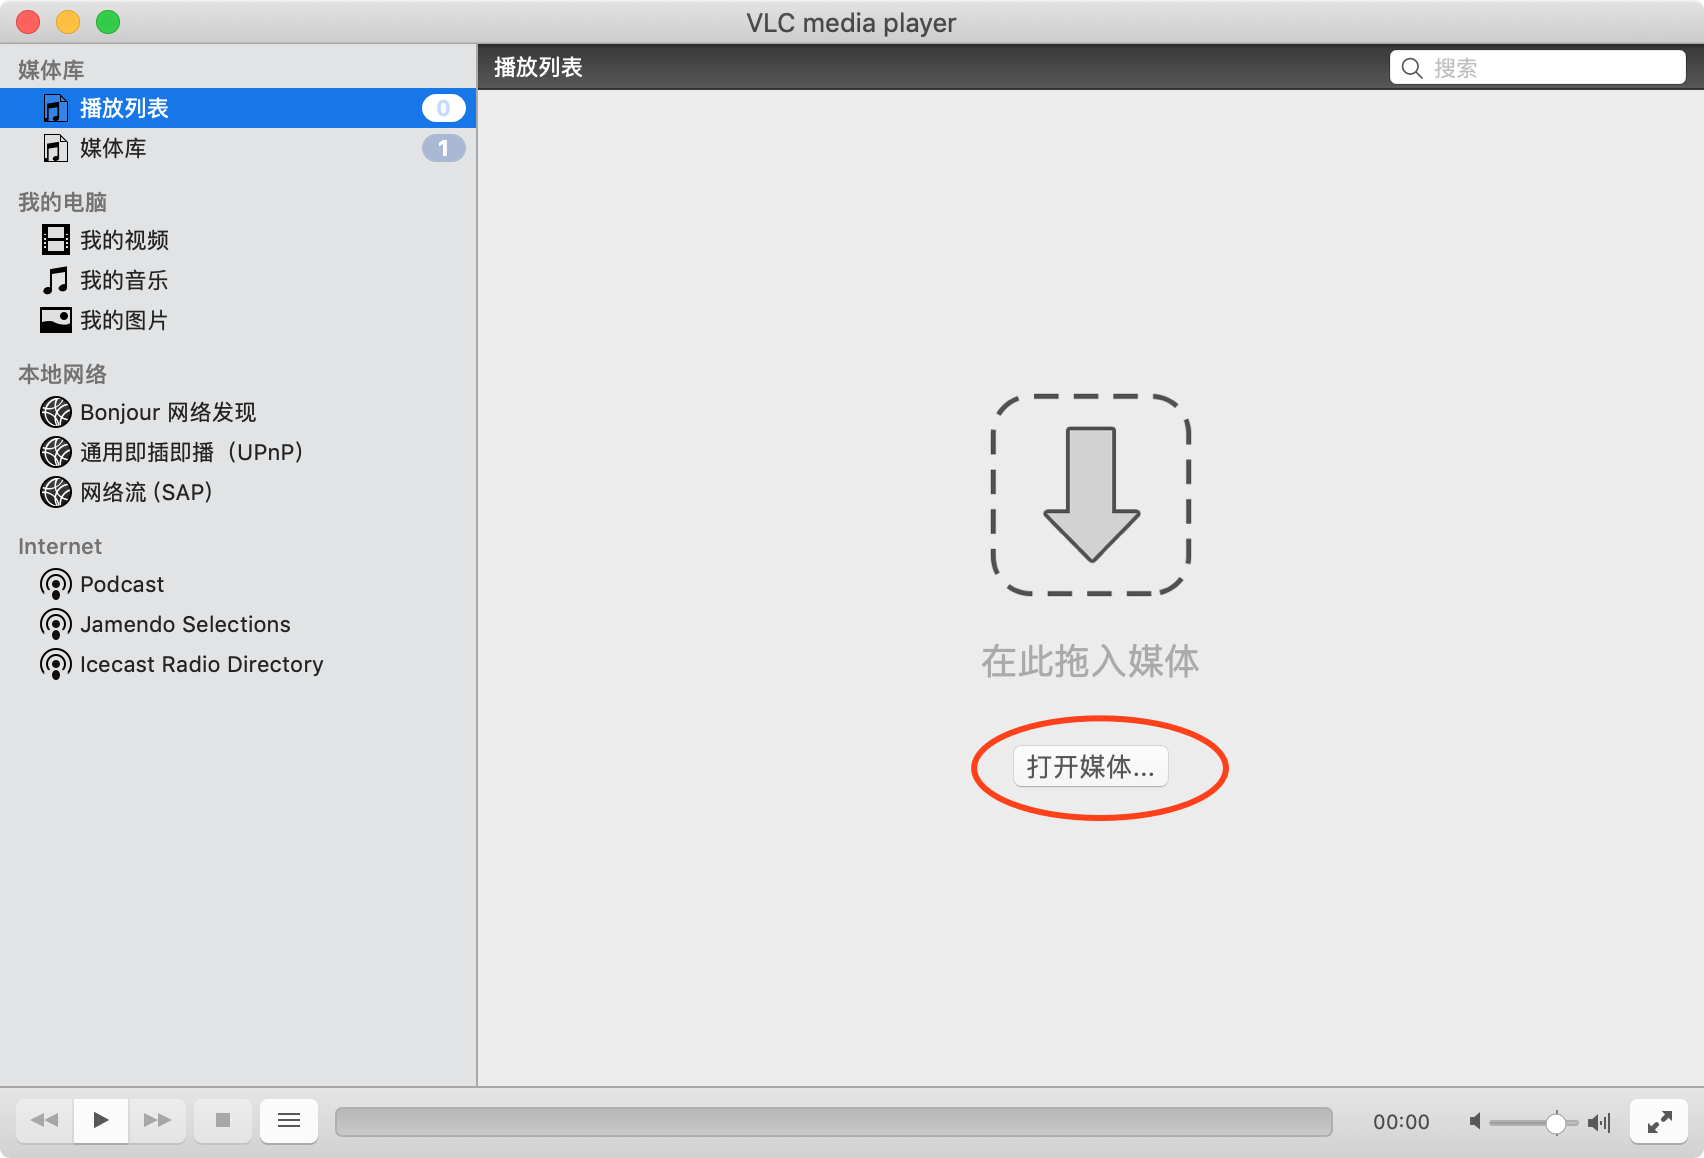 VLC media player
媒体库
播放列表
0
媒体库
1
我的电脑
我的视频
我的音乐
我的图片
本地网络
Bonjour 网络发现
通用即插即播（UPnP）
网络流 (SAP)
Internet
Podcast
Jamendo Selections
Icecast Radio Directory
播放列表
搜索
在此拖入媒体
打开媒体...
00:00